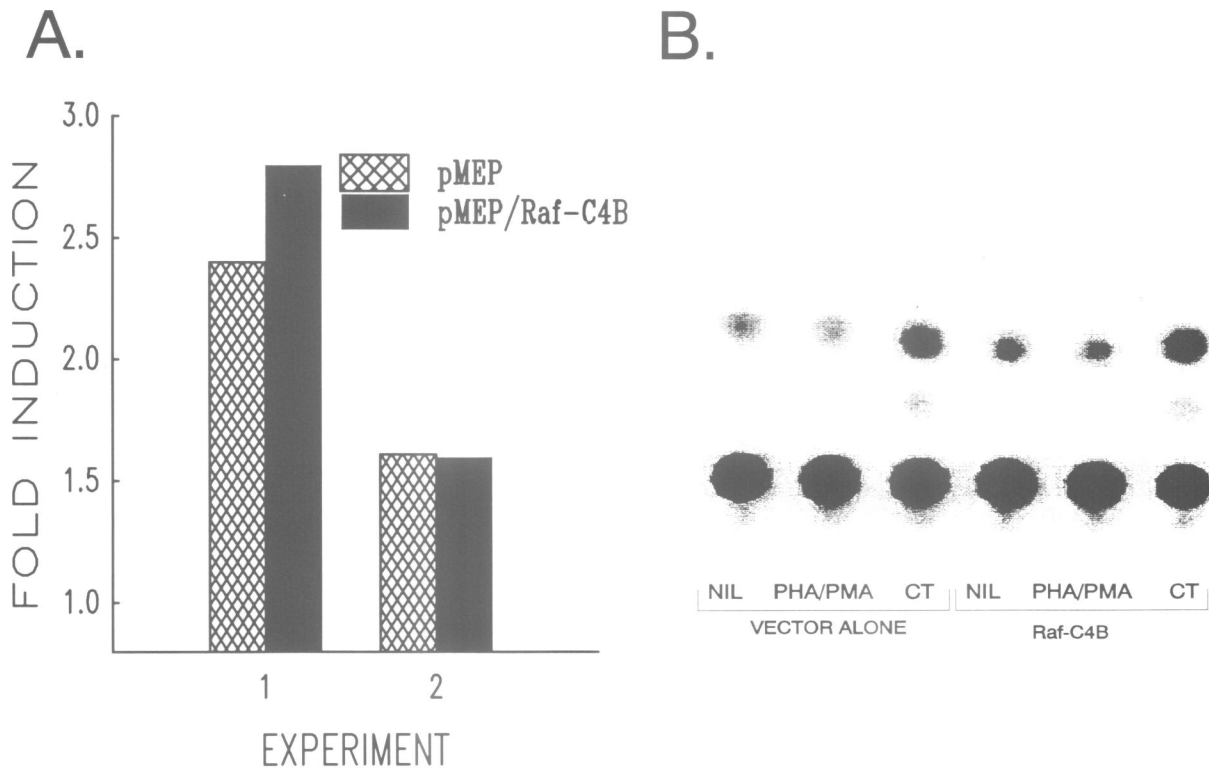 A.
FOLD INDUCTION
3.0
2.5
2.0
1.5
1.0
pMEP
pMEP/Raf-C4B
1 2
EXPERIMENT
B.
NIL PHA/PMA CT NIL PHA/PMA CT
VECTOR ALONE Raf-C4B